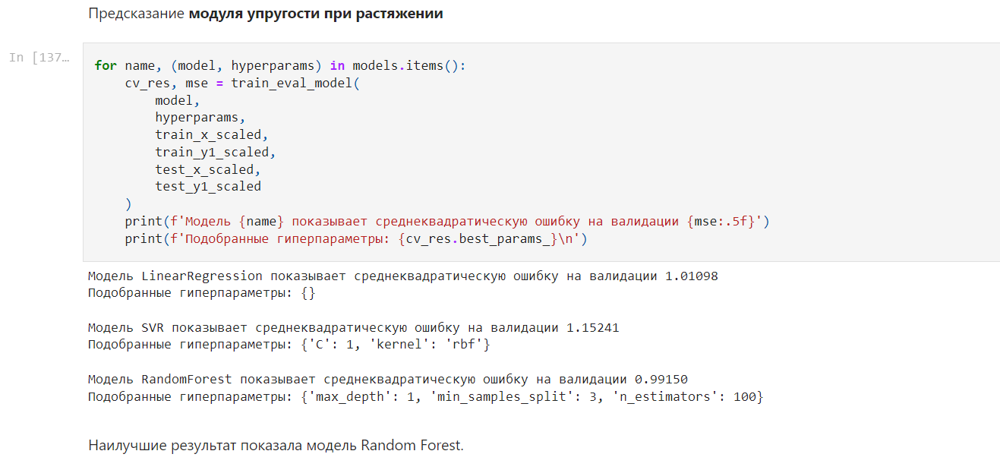 Предсказание модуля упругости при растяжении
In [137…
for name, (model, hyperparams) in models.items():
    cv_res, mse = train_eval_model(
        model,
        hyperparams,
        train_x_scaled,
        train_y1_scaled,
        test_x_scaled,
        test_y1_scaled
    )
    print(f'Модель {name} показывает среднеквадратическую ошибку на валидации {mse:.5f}')
    print(f'Подобранные гиперпараметры: {cv_res.best_params_}\n')
Модель LinearRegression показывает среднеквадратическую ошибку на валидации 1.01098
Подобранные гиперпараметры: {}
Модель SVR показывает среднеквадратическую ошибку на валидации 1.15241
Подобранные гиперпараметры: {'C': 1, 'kernel': 'rbf'}
Модель RandomForest показывает среднеквадратическую ошибку на валидации 0.99150
Подобранные гиперпараметры: {'max_depth': 1, 'min_samples_split': 3, 'n_estimators': 100}
Наилучшие результат показала модель Random Forest.